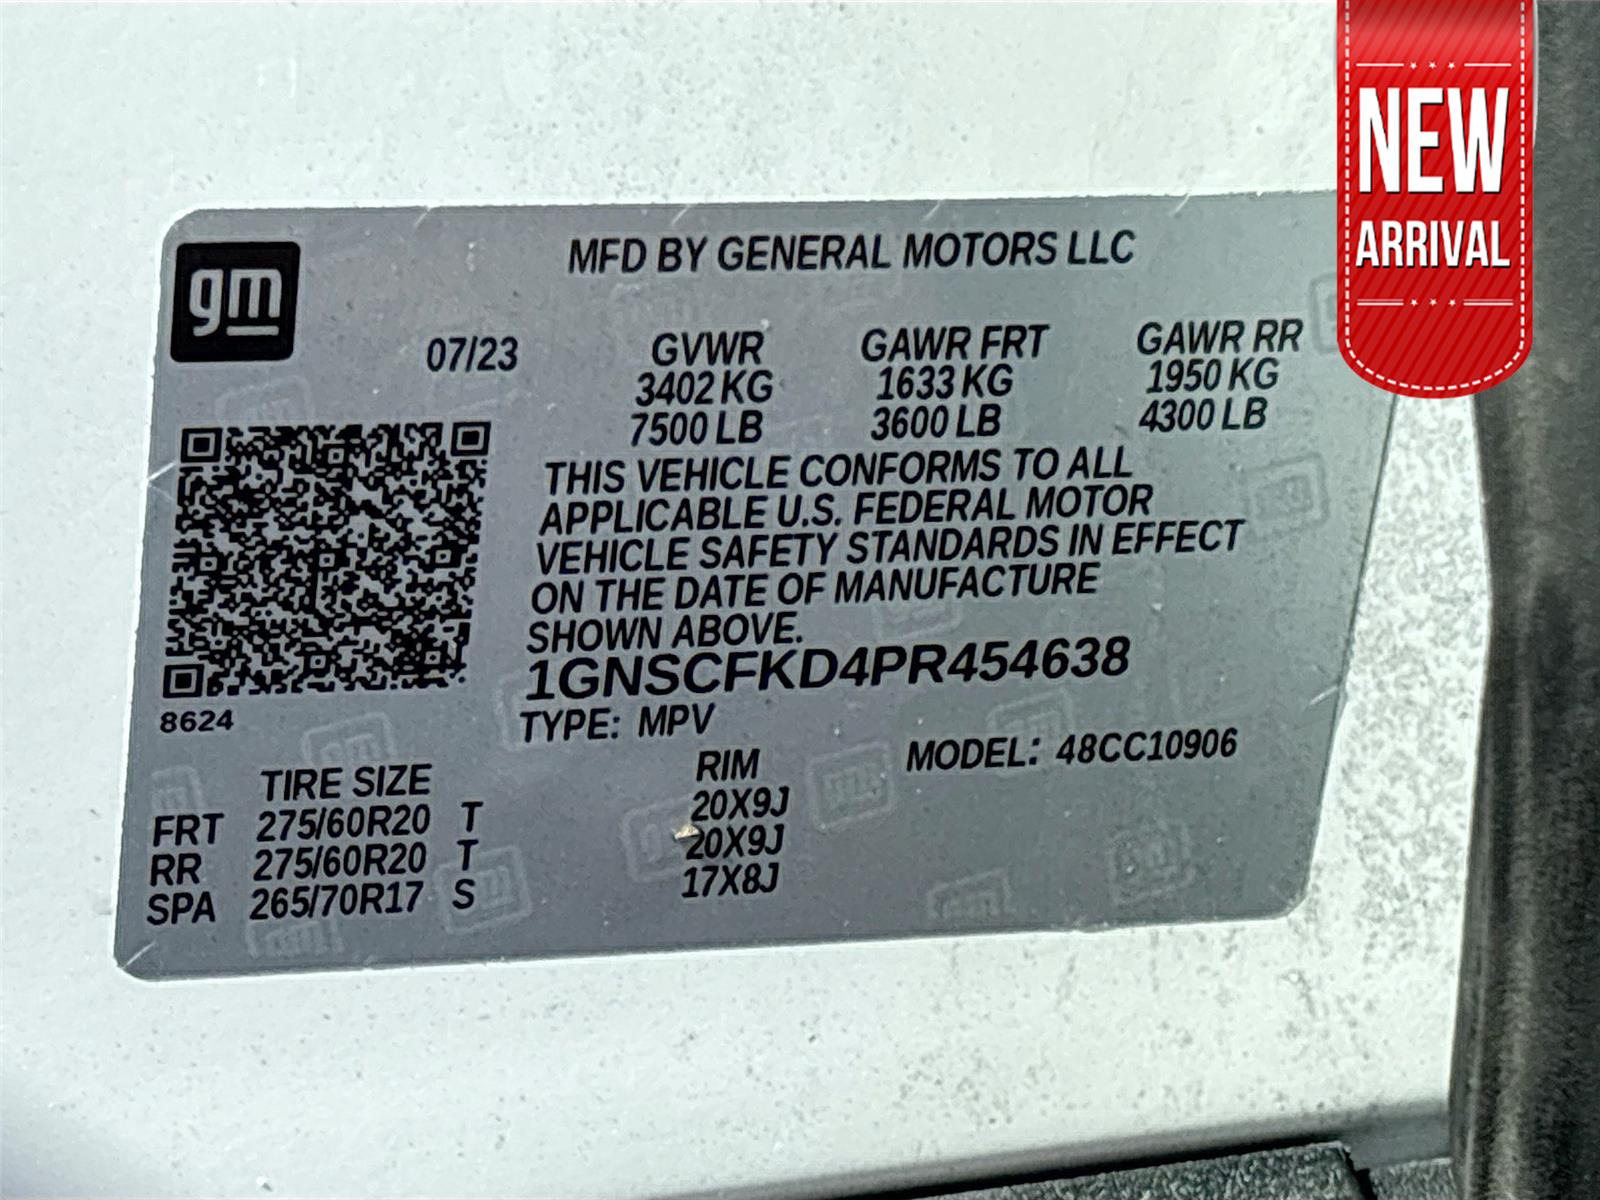 NEW
ARRIVAL
gm
MFD BY GENERAL MOTORS LLC
07/23
GVWR GAWR FRT GAWR RR
3402 KG 1633 KG 1950 KG
7500 LB 3600 LB 4300 LB
THIS VEHICLE CONFORMS TO ALL
APPLICABLE U.S. FEDERAL MOTOR
VEHICLE SAFETY STANDARDS IN EFFECT
ON THE DATE OF MANUFACTURE
SHOWN ABOVE.
1GNSCFKD4PR454638
8624
TYPE: MPV
MODEL: 48CC10906
TIRE SIZE RIM
FRT 275/60R20 T 20X9J
RR 275/60R20 T 20X9J
SPA 265/70R17 S 17X8J